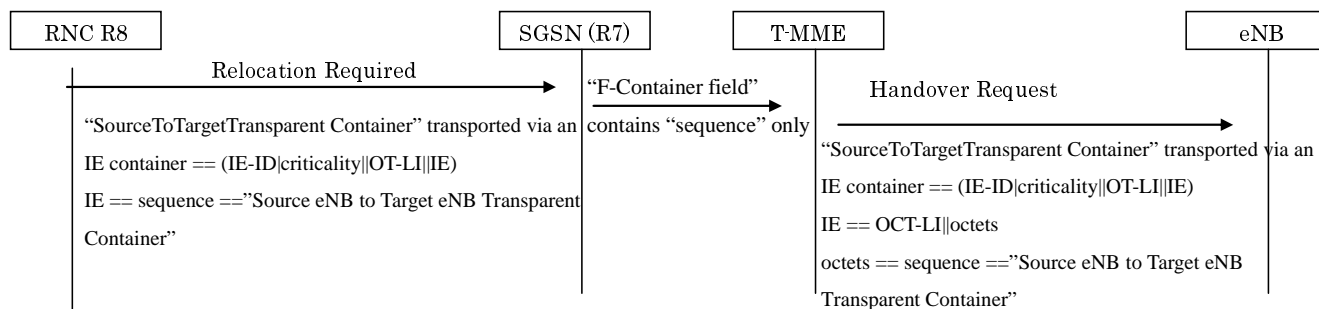 RNC R8
SGSN (R7)
T-MME
eNB
Relocation Required
"F-Container field"
contains "sequence" only
Handover Request
"SourceToTargetTransparent Container" transported via an
IE container == (IE-ID|criticality||OT-LI||IE)
IE == sequence =="Source eNB to Target eNB Transparent
Container"
"SourceToTargetTransparent Container" transported via an
IE container == (IE-ID|criticality||OT-LI||IE)
IE == OCT-LI||octets
octets == sequence =="Source eNB to Target eNB
Transparent Container"